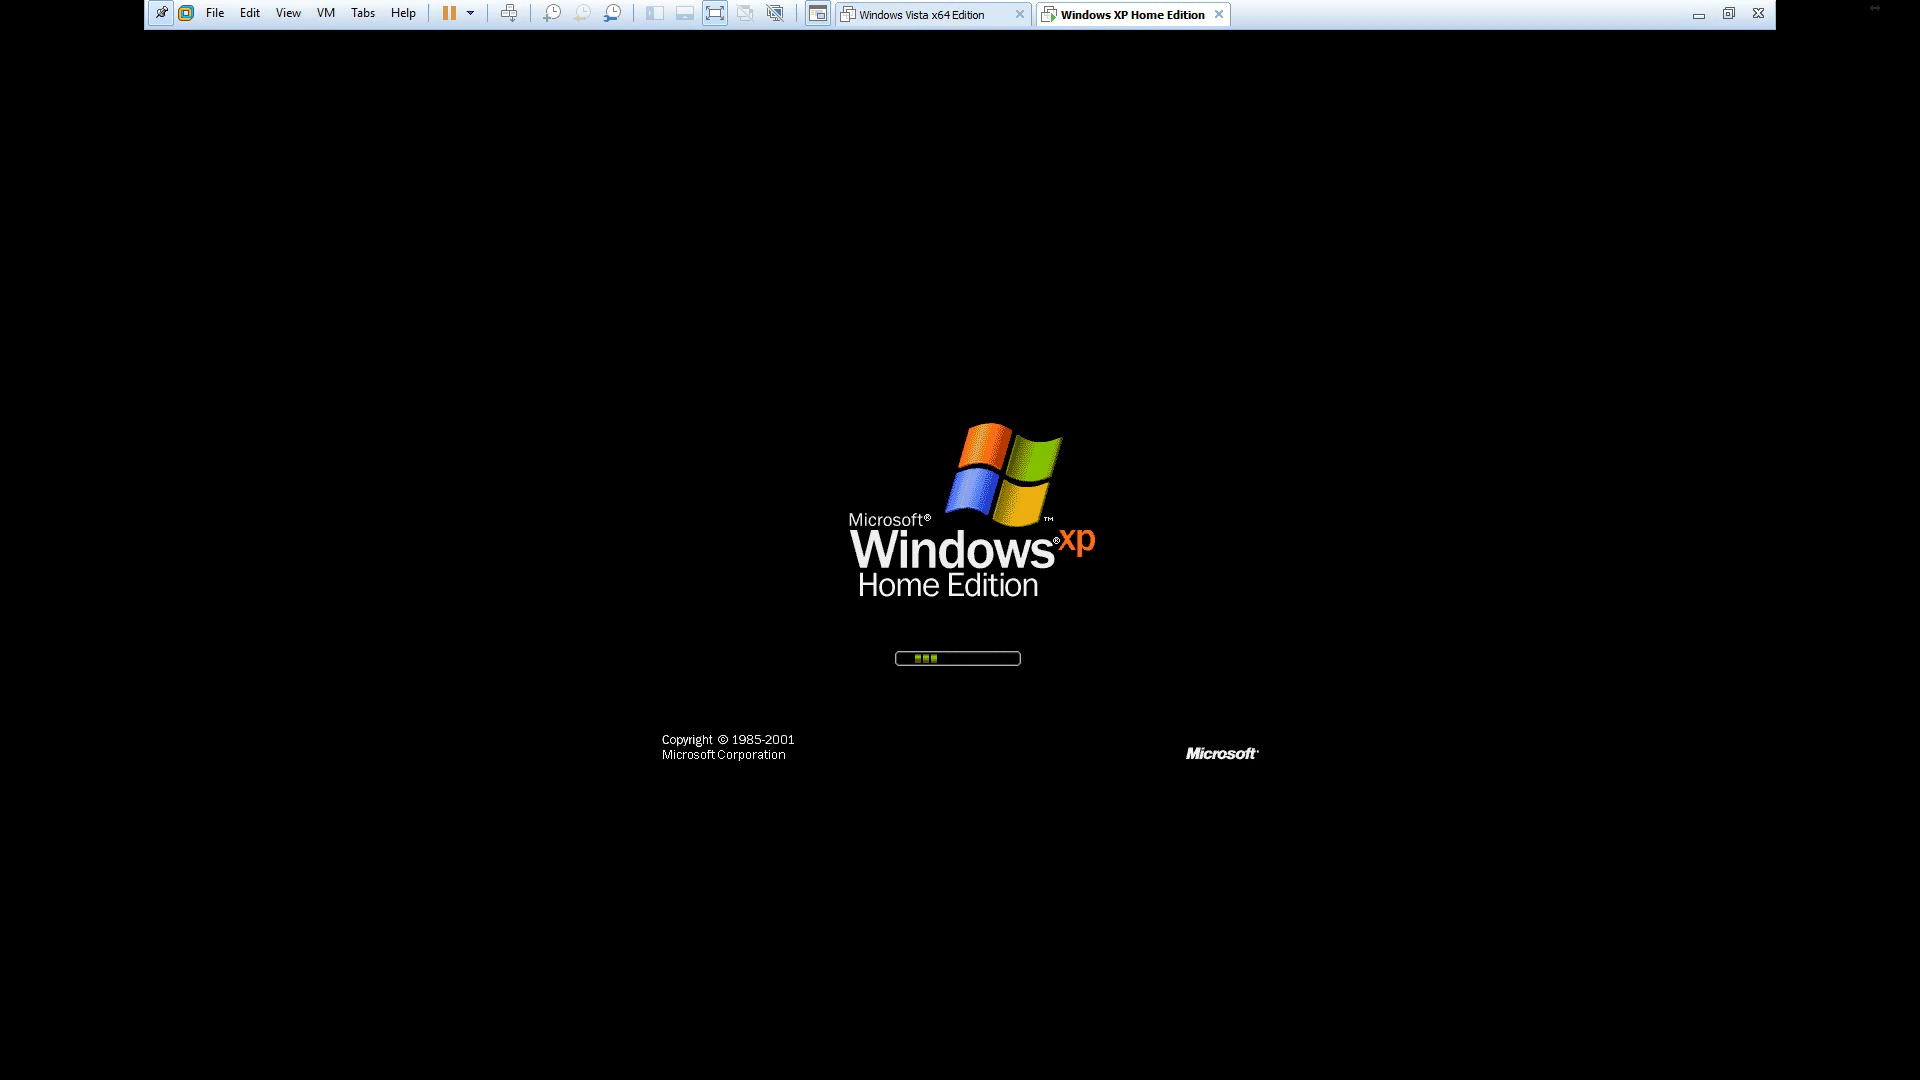 File Edit View VM Tabs Help Windows Vista x64 Edition Windows XP Home Edition
Microsoft®
Windows® xp
™
Home Edition
Copyright © 1985-2001
Microsoft Corporation
Microsoft®